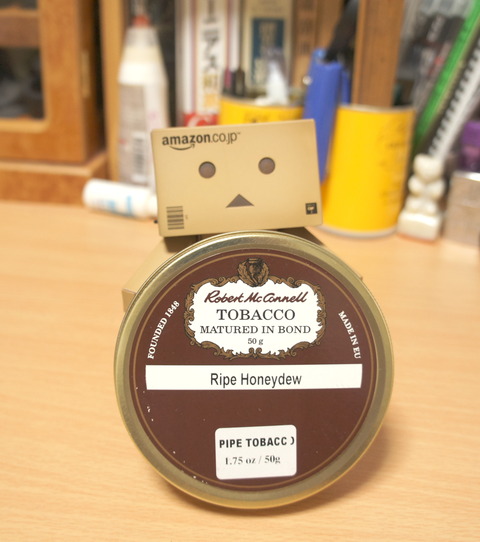 amazon.co.jp
Robert McConnell
TOBACCO
MATURED IN BOND
50 g
FOUNDED 1848
MADE IN EU
Ripe Honeydew
PIPE TOBACCO
1.75 oz / 50g